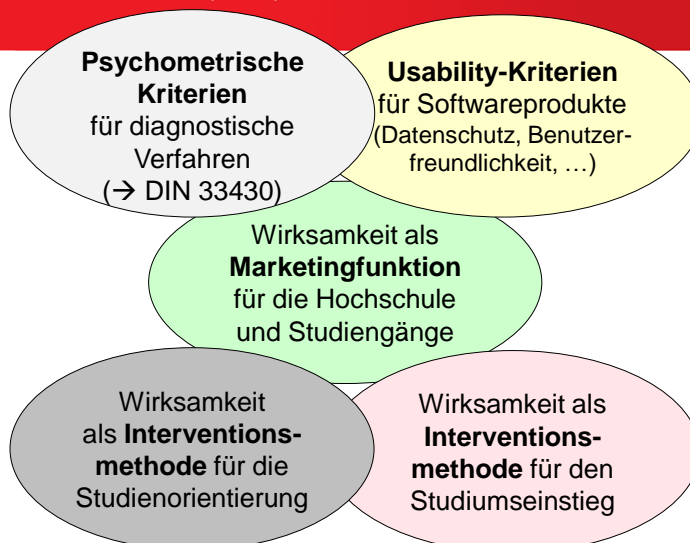 Psychometrische
Kriterien
für diagnostische
Verfahren
(→ DIN 33430)
Usability-Kriterien
für Softwareprodukte
(Datenschutz, Benutzer-
freundlichkeit, …)
Wirksamkeit als
Marketingfunktion
für die Hochschule
und Studiengänge
Wirksamkeit
als Interventions-
methode für die
Studienorientierung
Wirksamkeit als
Interventions-
methode für den
Studiumseinstieg